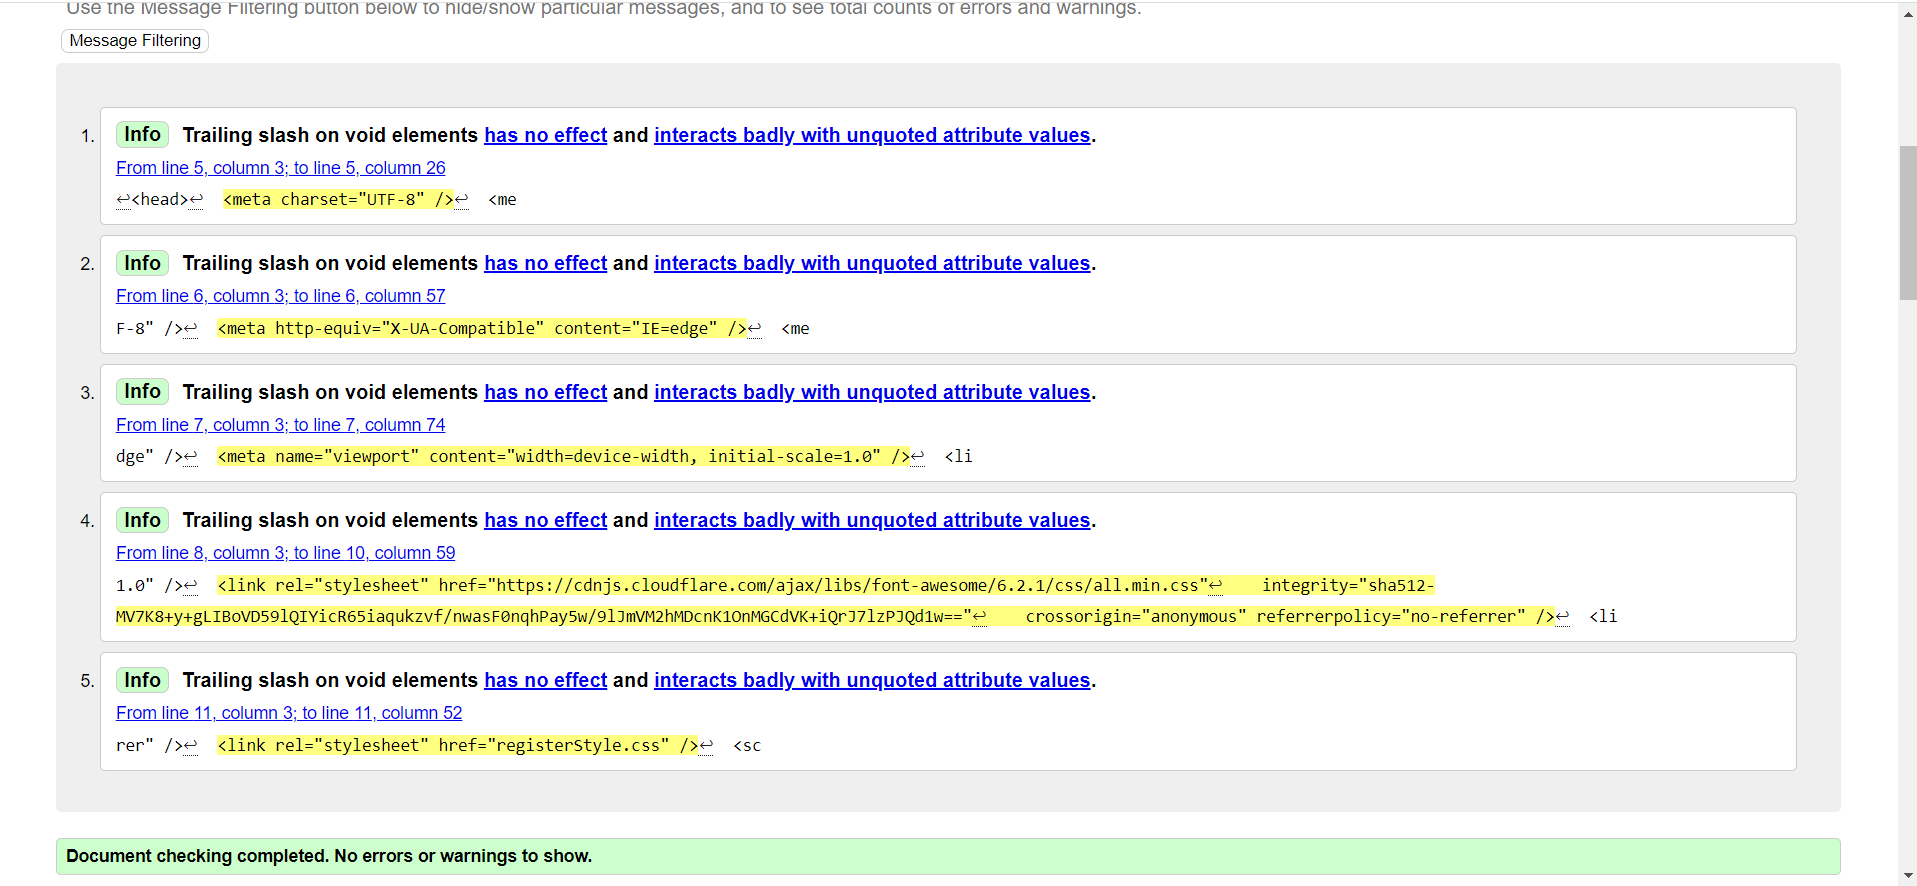 Use the Message Filtering button below to hide/show particular messages, and to see total counts of errors and warnings.
Message Filtering
1. Info Trailing slash on void elements has no effect and interacts badly with unquoted attribute values.
From line 5, column 3; to line 5, column 26
↩<head>↩  <meta charset="UTF-8" />↩  <me
2. Info Trailing slash on void elements has no effect and interacts badly with unquoted attribute values.
From line 6, column 3; to line 6, column 57
F-8" />↩  <meta http-equiv="X-UA-Compatible" content="IE=edge" />↩  <me
3. Info Trailing slash on void elements has no effect and interacts badly with unquoted attribute values.
From line 7, column 3; to line 7, column 74
dge" />↩  <meta name="viewport" content="width=device-width, initial-scale=1.0" />↩  <li
4. Info Trailing slash on void elements has no effect and interacts badly with unquoted attribute values.
From line 8, column 3; to line 10, column 59
1.0" />↩  <link rel="stylesheet" href="https://cdnjs.cloudflare.com/ajax/libs/font-awesome/6.2.1/css/all.min.css"↩    integrity="sha512-
MV7K8+y+gLIBoVD59lQIYicR65iaqukzvf/nwasF0nqhPay5w/9lJmVM2hMDcnK1OnMGCdVK+iQrJ7lzPJQd1w=="↩    crossorigin="anonymous" referrerpolicy="no-referrer" />↩  <li
5. Info Trailing slash on void elements has no effect and interacts badly with unquoted attribute values.
From line 11, column 3; to line 11, column 52
rer" />↩  <link rel="stylesheet" href="registerStyle.css" />↩  <sc
Document checking completed. No errors or warnings to show.